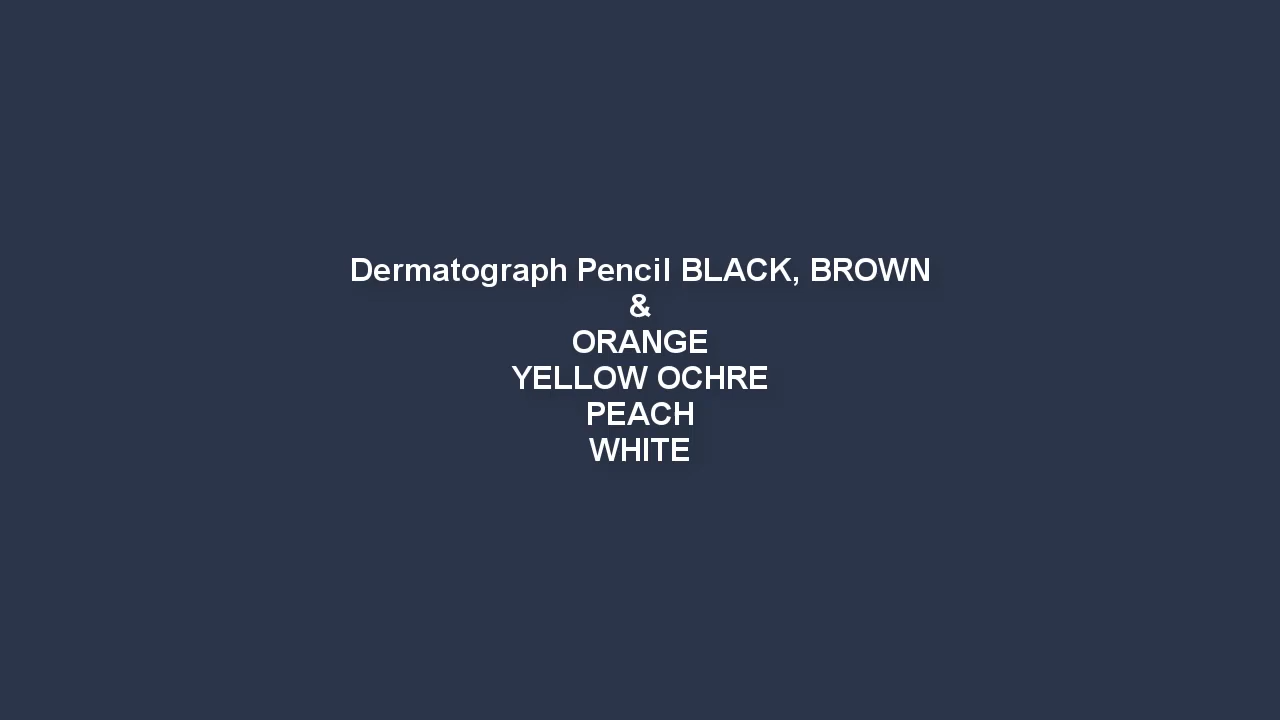 Dermatograph Pencil BLACK, BROWN
&
ORANGE
YELLOW OCHRE
PEACH
WHITE